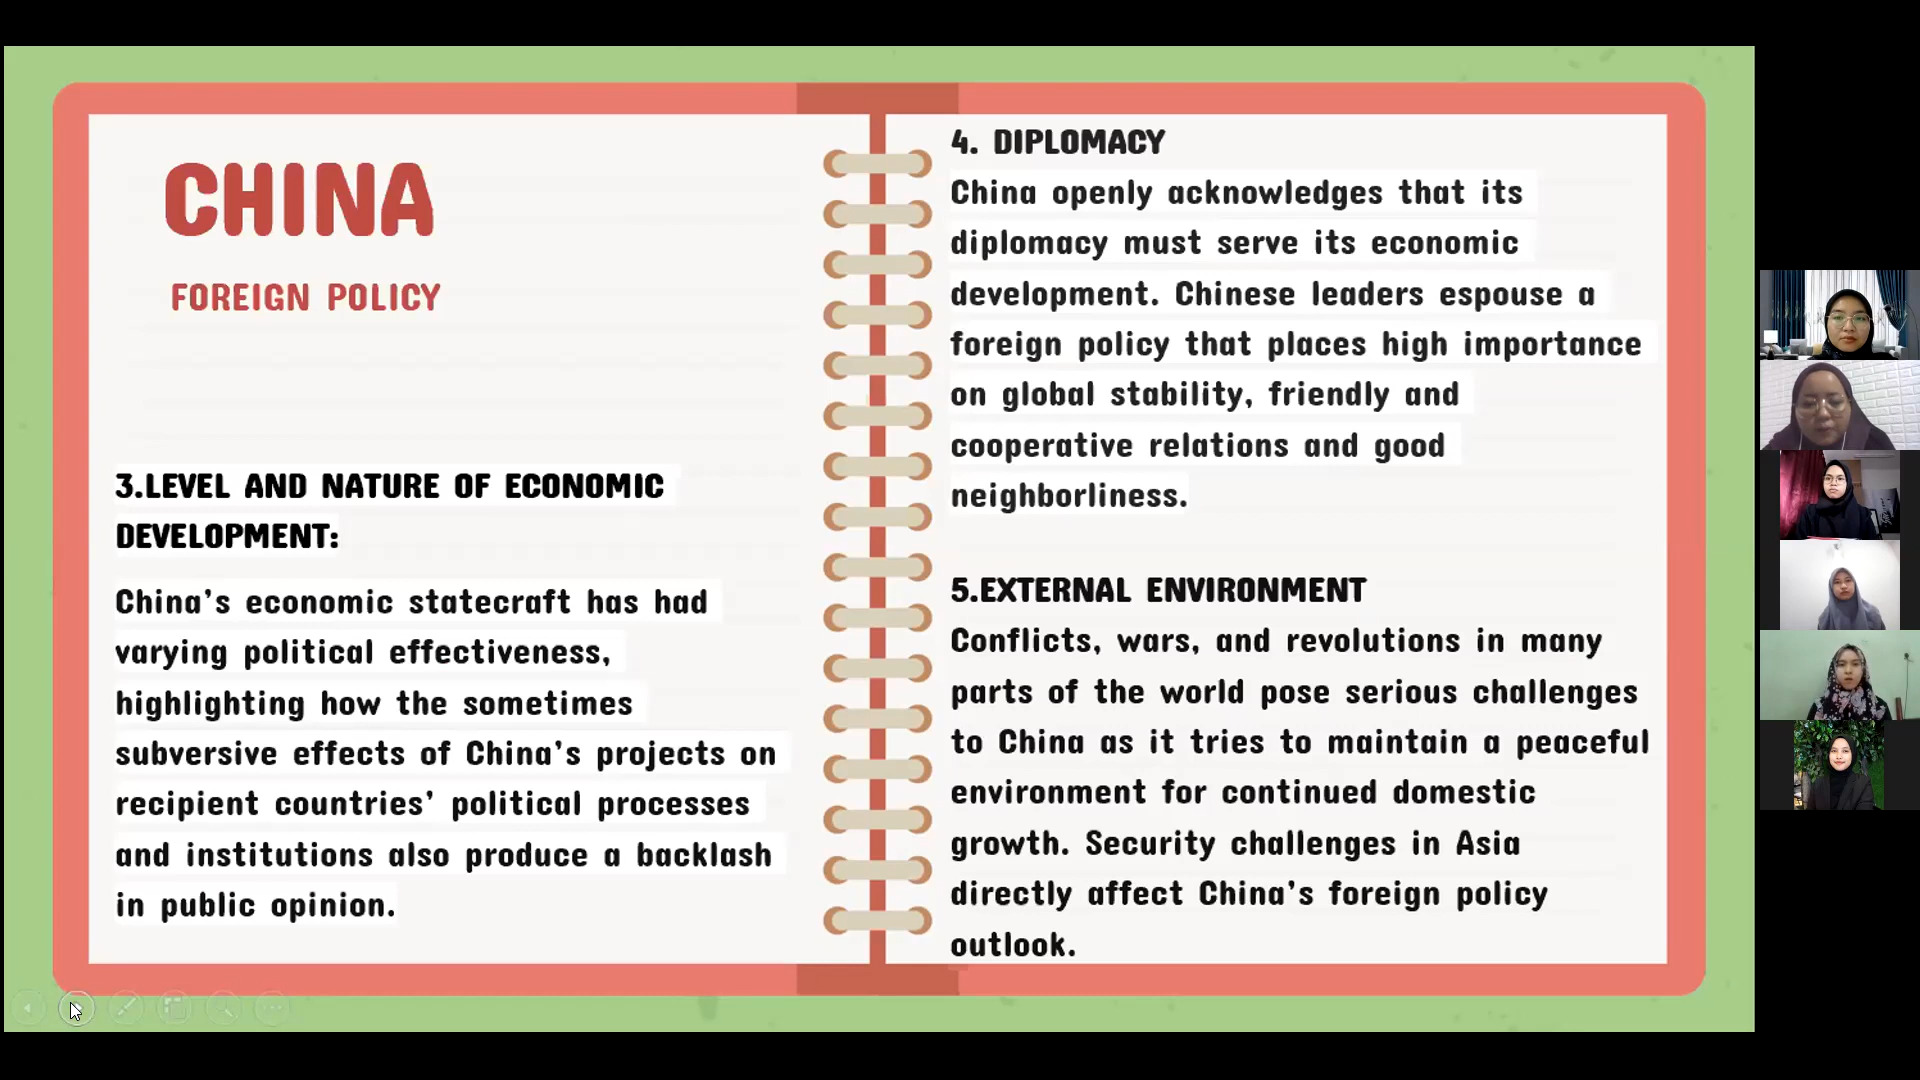 CHINA
FOREIGN POLICY
3.LEVEL AND NATURE OF ECONOMIC
DEVELOPMENT:
China's economic statecraft has had
varying political effectiveness,
highlighting how the sometimes
subversive effects of China's projects on
recipient countries' political processes
and institutions also produce a backlash
in public opinion.
4. DIPLOMACY
China openly acknowledges that its
diplomacy must serve its economic
development. Chinese leaders espouse a
foreign policy that places high importance
on global stability, friendly and
cooperative relations and good
neighborliness.
5.EXTERNAL ENVIRONMENT
Conflicts, wars, and revolutions in many
parts of the world pose serious challenges
to China as it tries to maintain a peaceful
environment for continued domestic
growth. Security challenges in Asia
directly affect China's foreign policy
outlook.